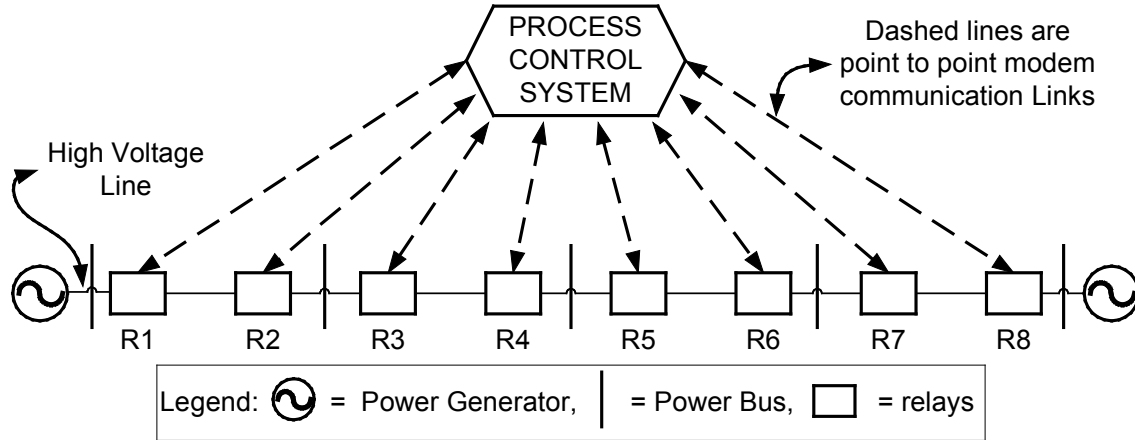 PROCESS
CONTROL
SYSTEM
Dashed lines are
point to point modem
communication Links
High Voltage
Line
R1 R2 R3 R4 R5 R6 R7 R8
Legend: = Power Generator, = Power Bus, = relays